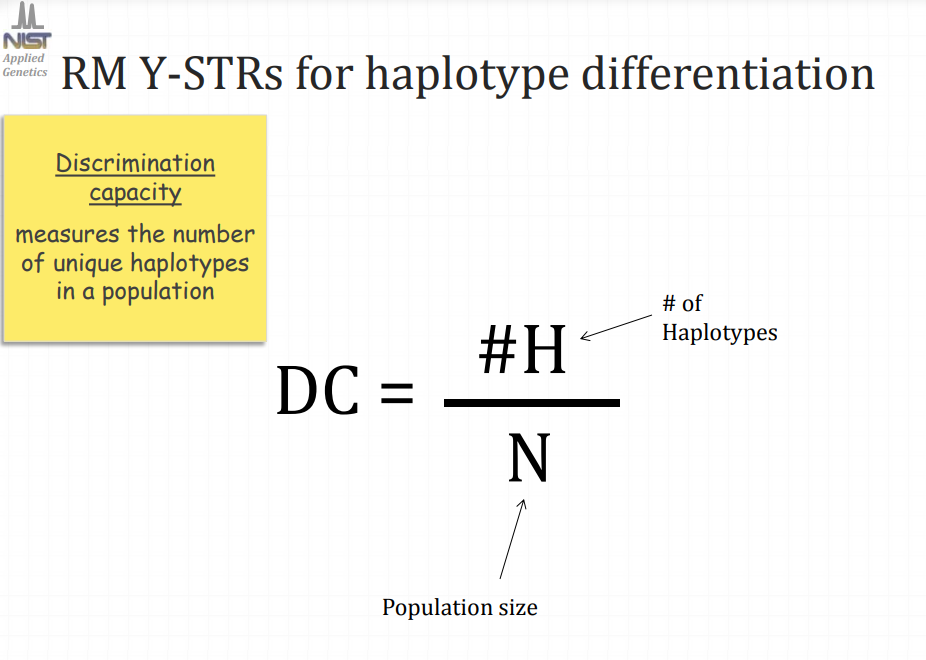 NIST
Applied
Genetics
RM Y-STRs for haplotype differentiation
Discrimination
capacity
measures the number
of unique haplotypes
in a population
# of
Haplotypes
DC = #H
N
Population size